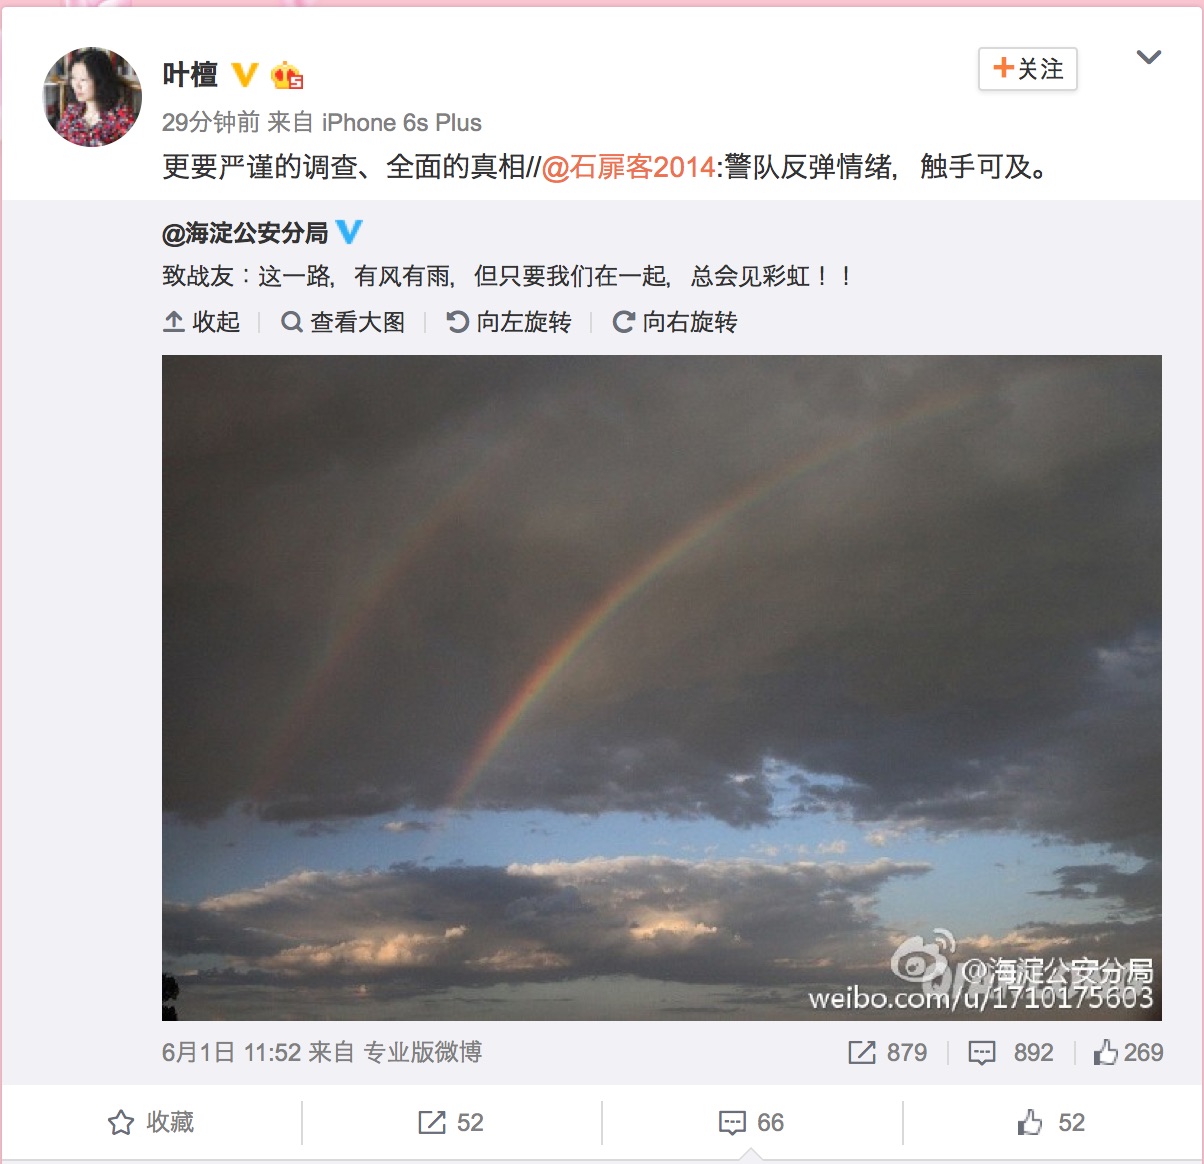 叶檀
5
+关注
29分钟前 来自 iPhone 6s Plus
更要严谨的调查、全面的真相//@石扉客2014:警队反弹情绪，触手可及。
@海淀公安分局
致战友：这一路，有风有雨，但只要我们在一起，总会见彩虹！！
收起 查看大图 向左旋转 向右旋转
@海淀公安分局
weibo.com/u/1710175603
6月1日 11:52 来自 专业版微博 879 892 269
收藏 52 66 52